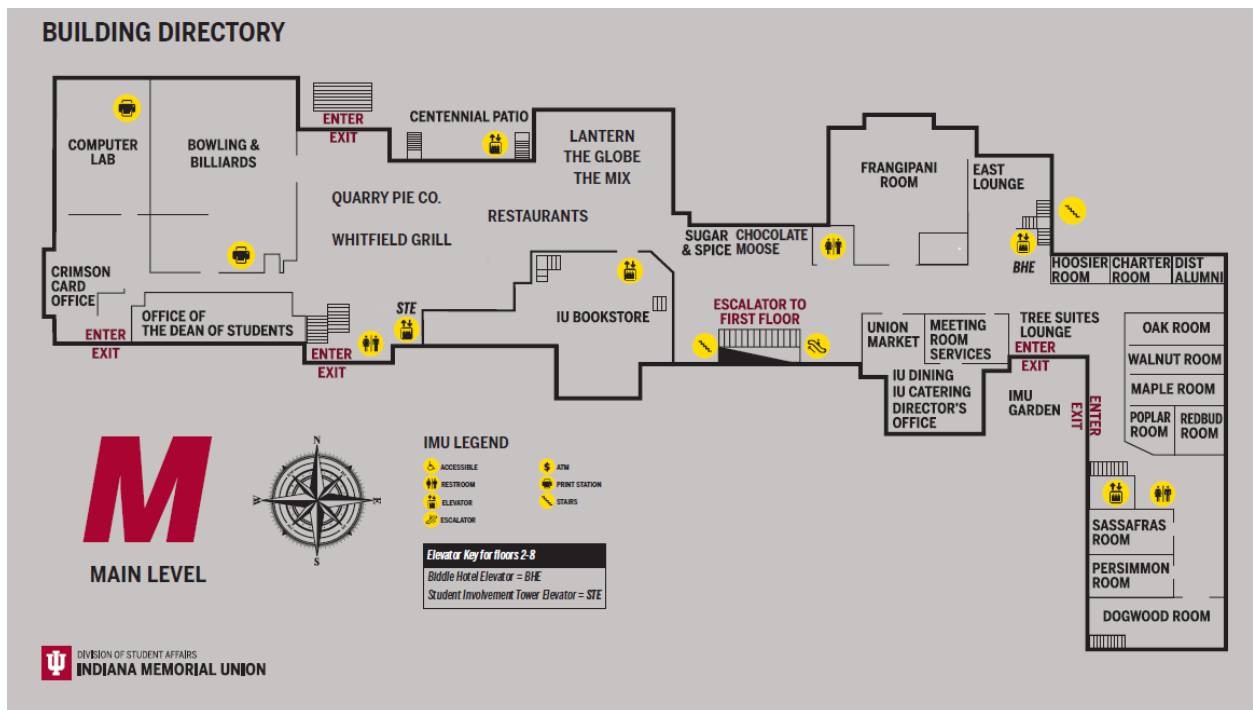 BUILDING DIRECTORY
ENTER
EXIT
CENTENNIAL PATIO
COMPUTER
LAB
BOWLING &
BILLIARDS
LANTERN
THE GLOBE
THE MIX
QUARRY PIE CO.
RESTAURANTS
WHITFIELD GRILL
FRANGIPANI
ROOM
EAST
LOUNGE
SUGAR
& SPICE
CHOCOLATE
MOOSE
BHE
HOOSIER
ROOM
CHARTER
ROOM
DIST
ALUMNI
CRIMSON
CARD
OFFICE
OFFICE OF
THE DEAN OF STUDENTS
ENTER
EXIT
ENTER
EXIT
STE
IU BOOKSTORE
ESCALATOR TO
FIRST FLOOR
UNION
MARKET
MEETING
ROOM
SERVICES
TREE SUITES
LOUNGE
ENTER
EXIT
IU DINING
IU CATERING
DIRECTOR'S
OFFICE
IMU
GARDEN
EXIT
ENTER
OAK ROOM
WALNUT ROOM
MAPLE ROOM
POPLAR
ROOM
REDBUD
ROOM
SASSAFRAS
ROOM
PERSIMMON
ROOM
DOGWOOD ROOM
M
MAIN LEVEL
N
W
E
S
IMU LEGEND
ACCESSIBLE
RESTROOM
ELEVATOR
ESCALATOR
$ ATM
PRINT STATION
STAIRS
Elevator Key for floors 2-8
Biddle Hotel Elevator = BHE
Student Involvement Tower Elevator = STE
DIVISION OF STUDENT AFFAIRS
INDIANA MEMORIAL UNION